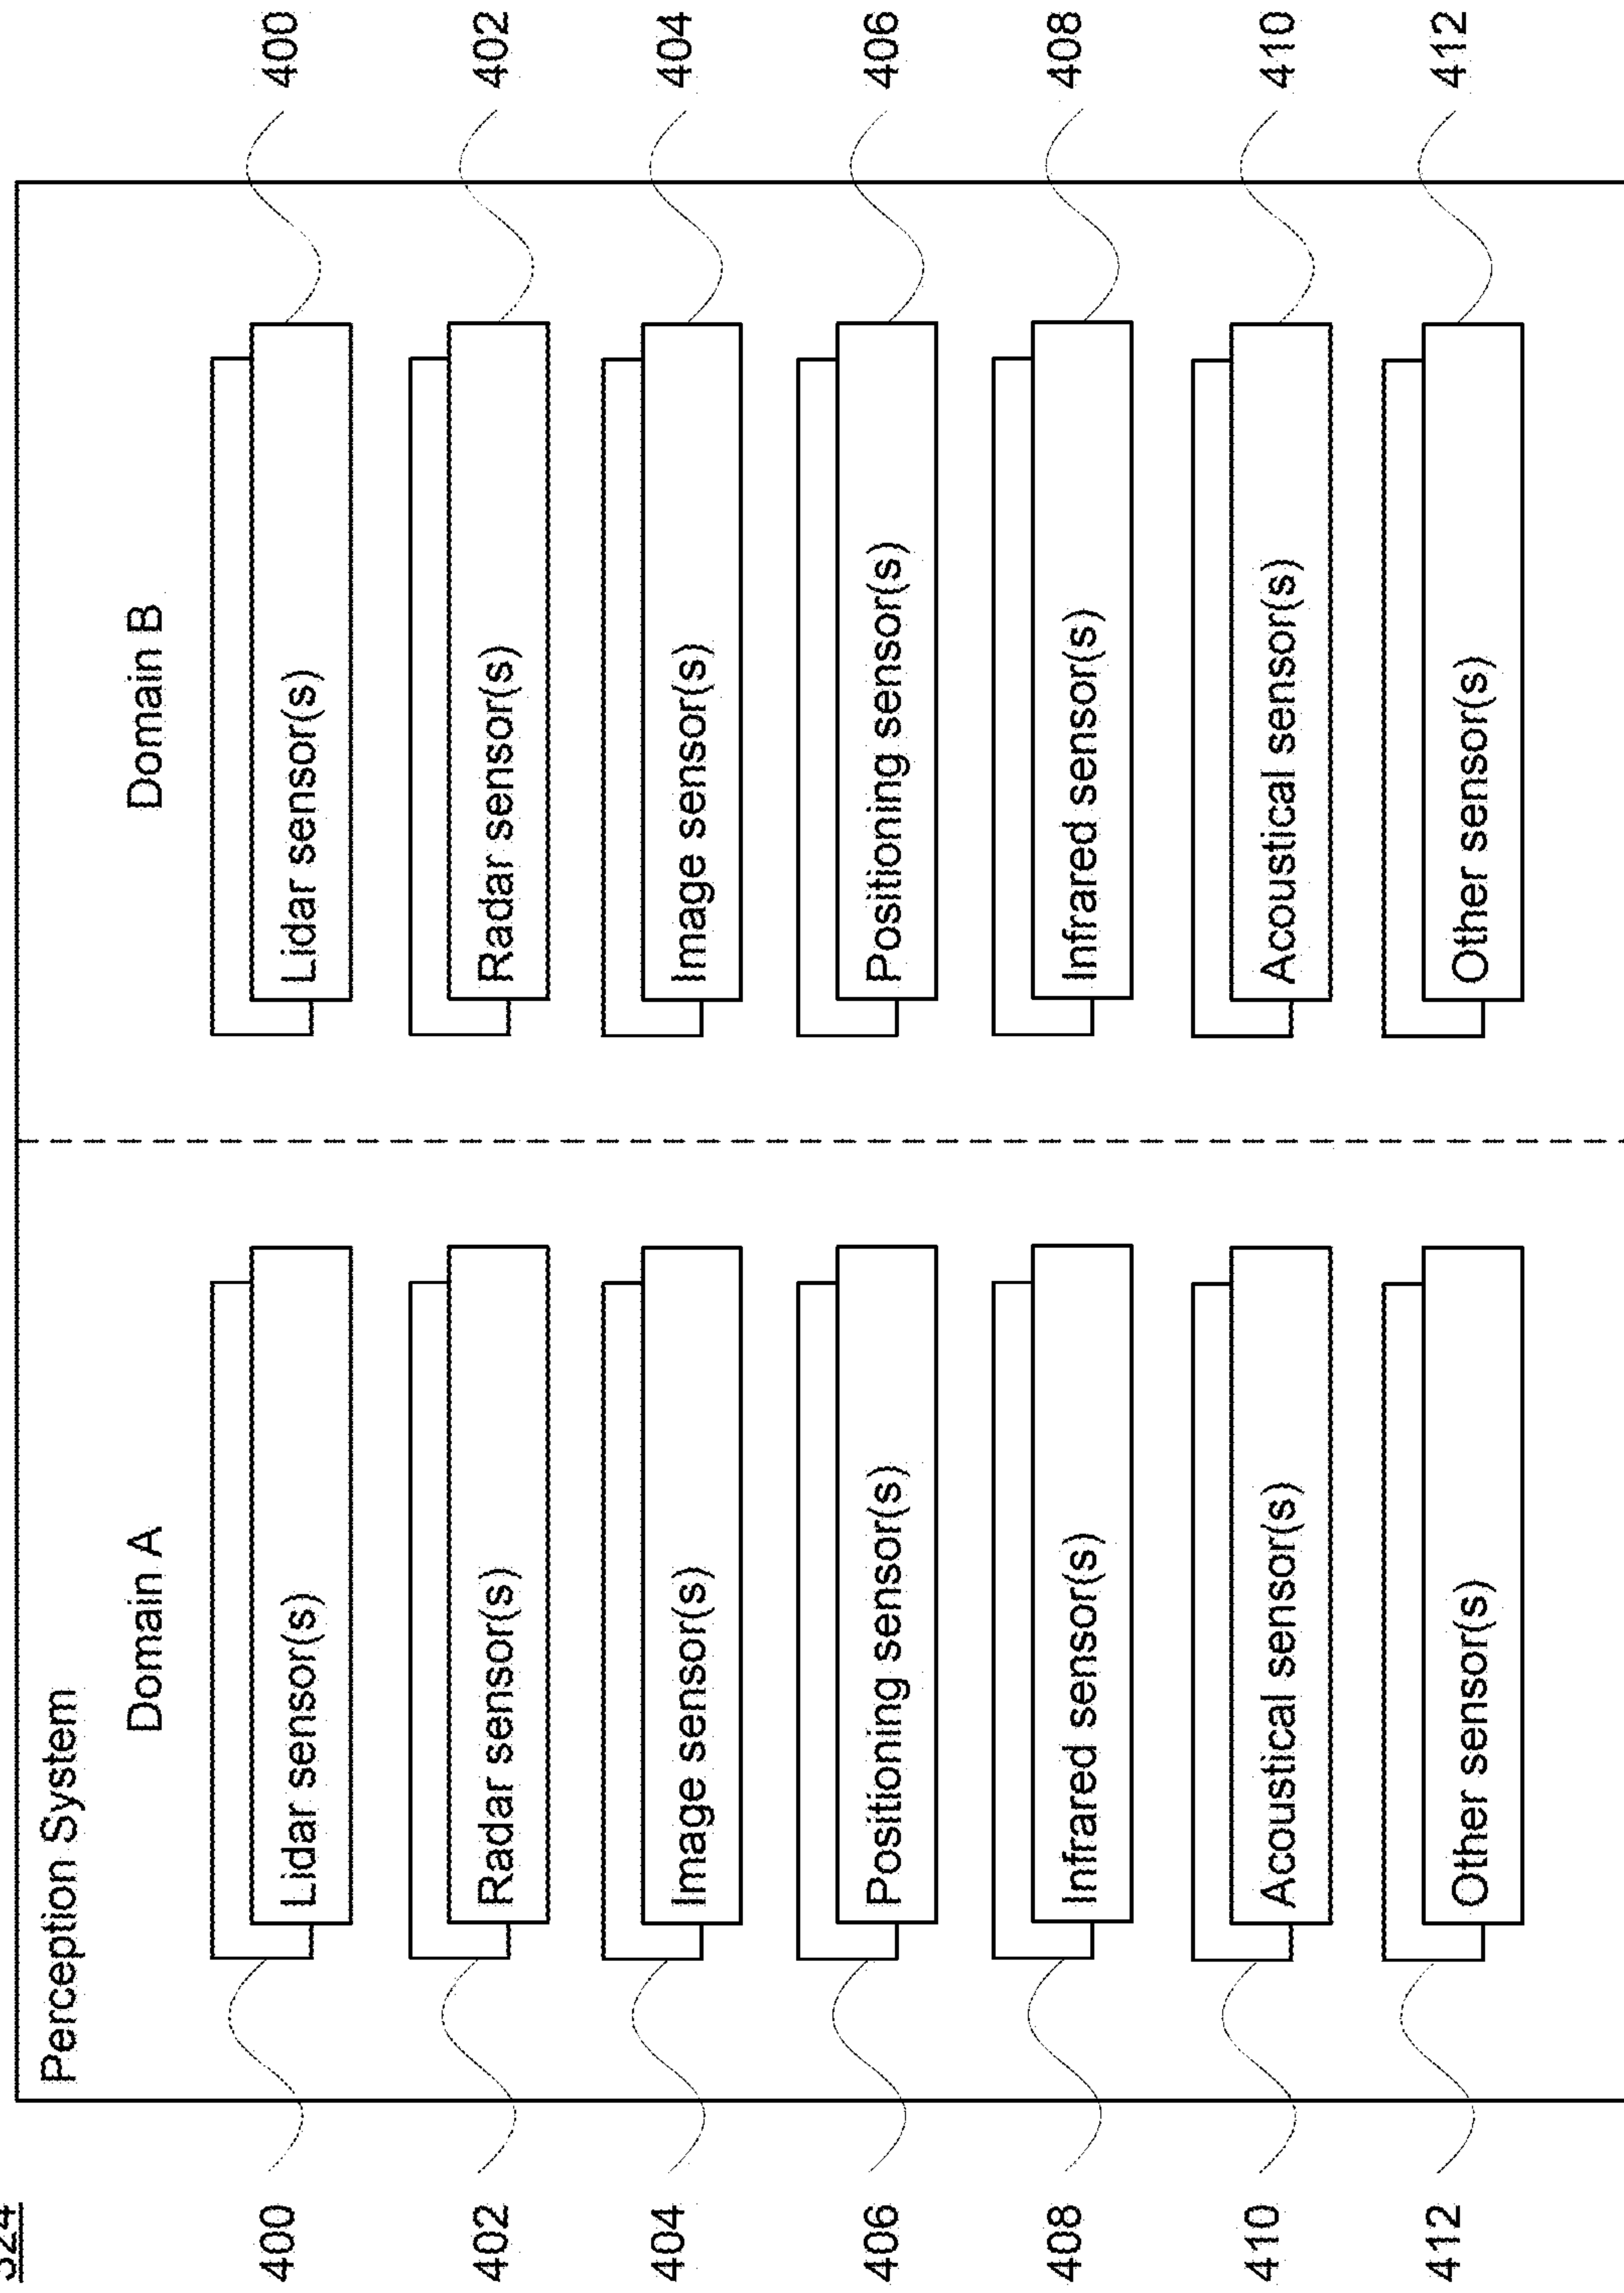 Perception System
Domain A
Domain B
400
Lidar sensor(s)
Lidar sensor(s)
400
402
Radar sensor(s)
Radar sensor(s)
402
404
Image sensor(s)
Image sensor(s)
404
406
Positioning sensor(s)
Positioning sensor(s)
406
408
Infrared sensor(s)
Infrared sensor(s)
408
410
Acoustical sensor(s)
Acoustical sensor(s)
410
412
Other sensor(s)
Other sensor(s)
412